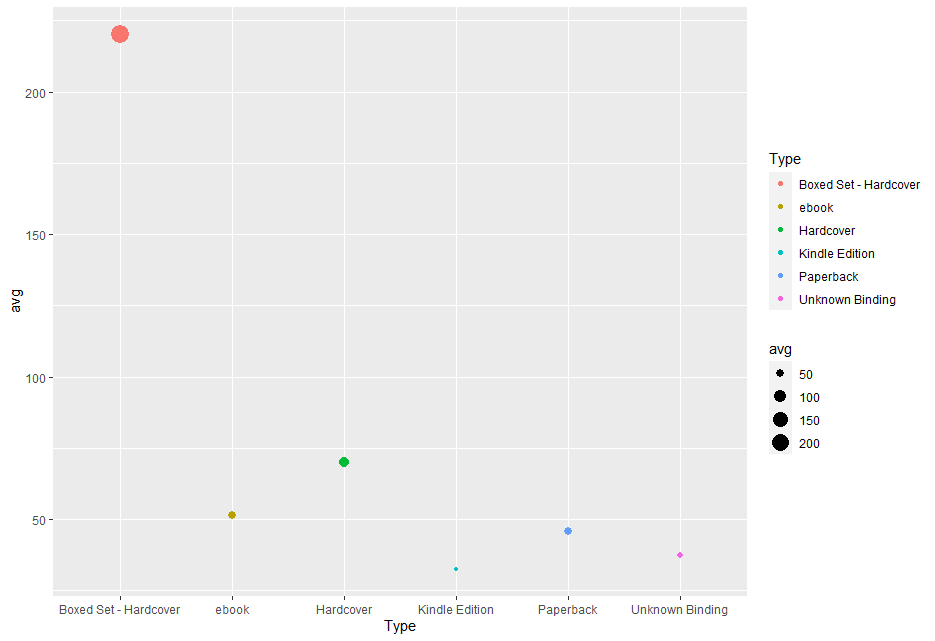 avg
200
150
100
50
Boxed Set - Hardcover
ebook
Hardcover
Kindle Edition
Paperback
Unknown Binding
Type
Type
Boxed Set - Hardcover
ebook
Hardcover
Kindle Edition
Paperback
Unknown Binding
avg
50
100
150
200